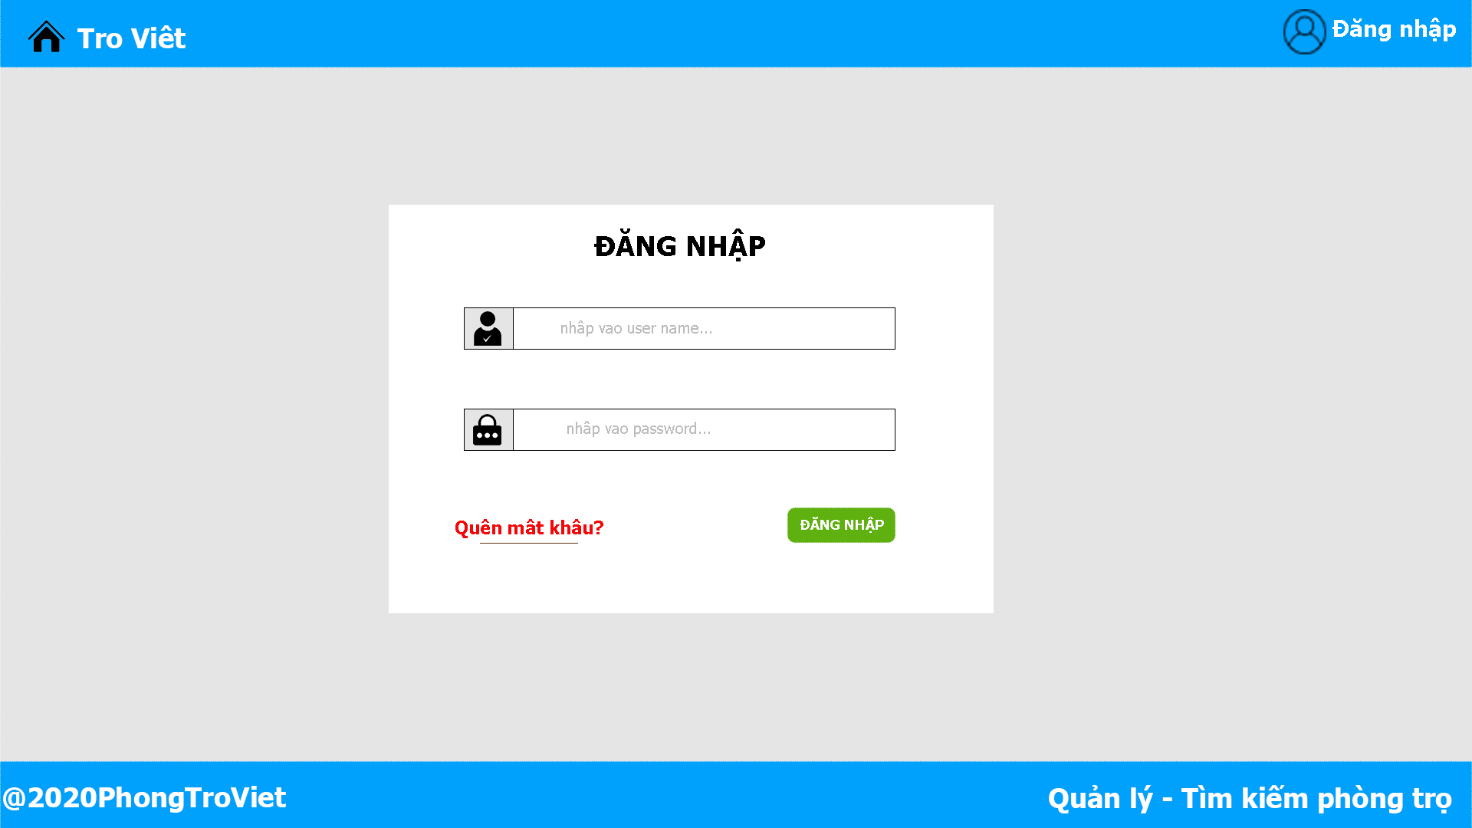 Tro Viêt
Đăng nhập
ĐĂNG NHẬP
nhâp vao user name...
nhâp vao password...
Quên mât khâu?
ĐĂNG NHẬP
@2020PhongTroViet
Quản lý - Tìm kiếm phòng trọ